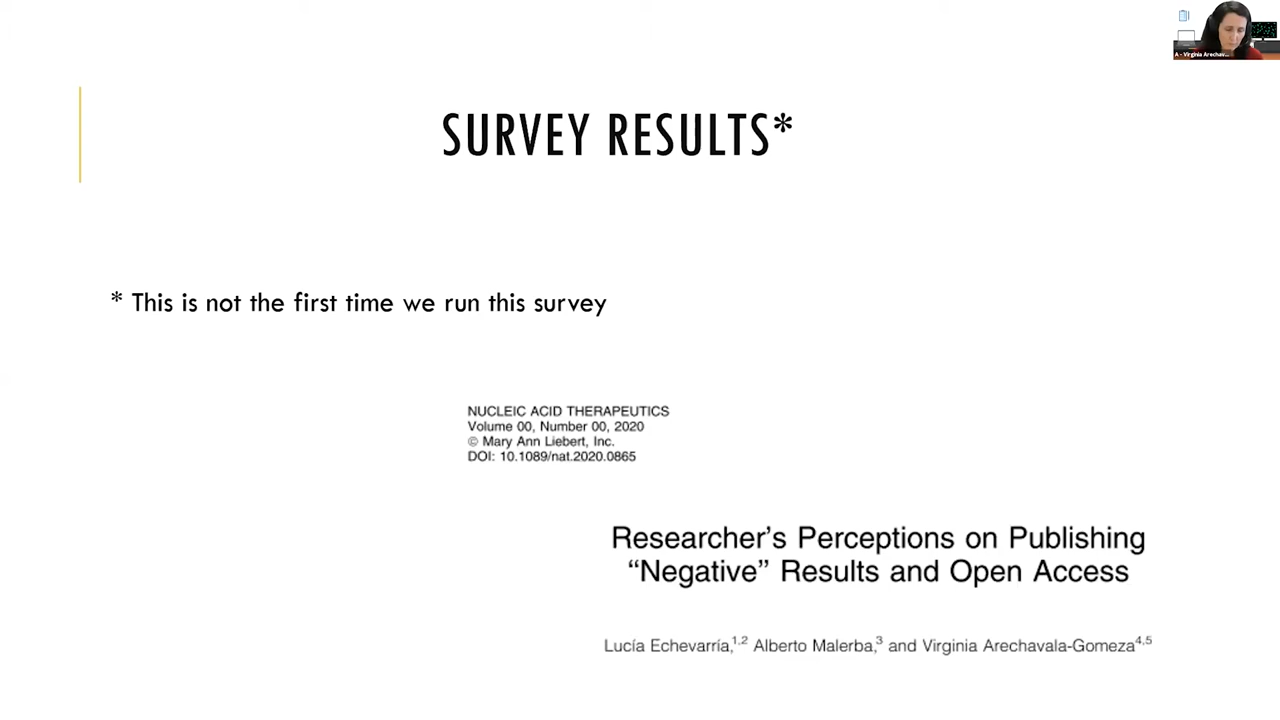 A - Virginia Arechav...
SURVEY RESULTS*
* This is not the first time we run this survey
NUCLEIC ACID THERAPEUTICS
Volume 00, Number 00, 2020
© Mary Ann Liebert, Inc.
DOI: 10.1089/nat.2020.0865
Researcher's Perceptions on Publishing
“Negative” Results and Open Access
Lucía Echevarría,1,2 Alberto Malerba,3 and Virginia Arechavala-Gomeza4,5